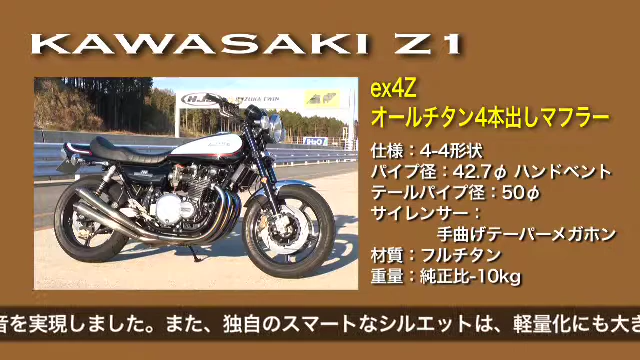 KAWASAKI Z1
ex4Z
オールチタン4本出しマフラー
仕様：4-4形状
パイプ径：42.7φ ハンドベント
テールパイプ径：50φ
サイレンサー：
手曲げテーパーメガホン
材質：フルチタン
重量：純正比-10kg
音を実現しました。また、独自のスマートなシルエットは、軽量化にも大き
HJC